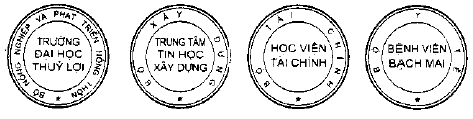 BỘ NÔNG NGHIỆP VÀ PHÁT TRIỂN NÔNG THÔN
TRƯỜNG
ĐẠI HỌC
THUỶ LỢI
BỘ XÂY DỰNG
TRUNG TÂM
TIN HỌC
XÂY DỰNG
BỘ TÀI CHÍNH
HỌC VIÊN
TÀI CHÍNH
BỘ Y TẾ
BỆNH VIỆN
BẠCH MAI